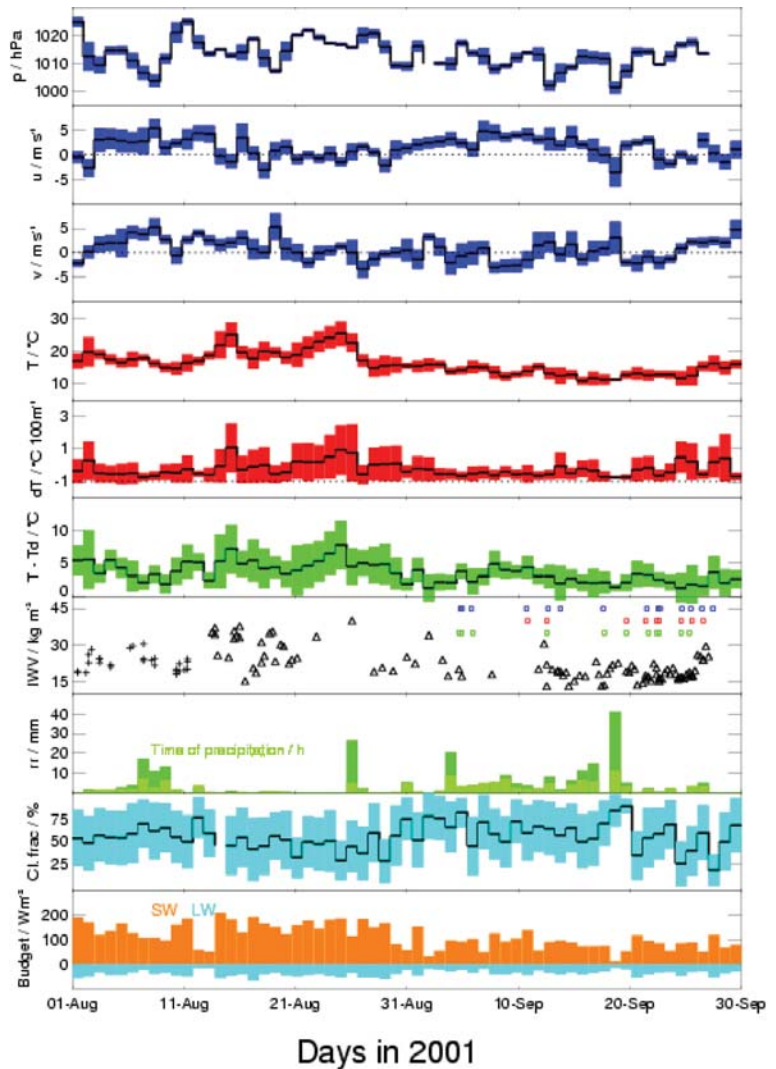 1020
1010
1000
p / hPa
5
0
-5
u / m s⁻¹
5
0
-5
v / m s⁻¹
30
20
10
T / °C
3
1
-1
dT / °C 100m⁻¹
10
5
0
T - Td / °C
45
30
15
IWV / kg m⁻²
40
30
20
10
rr / mm
Time of precipitation / h
75
50
25
Cl. frac / %
SW LW
200
100
0
Budget / Wm⁻²
01-Aug 11-Aug 21-Aug 31-Aug 10-Sep 20-Sep 30-Sep
Days in 2001